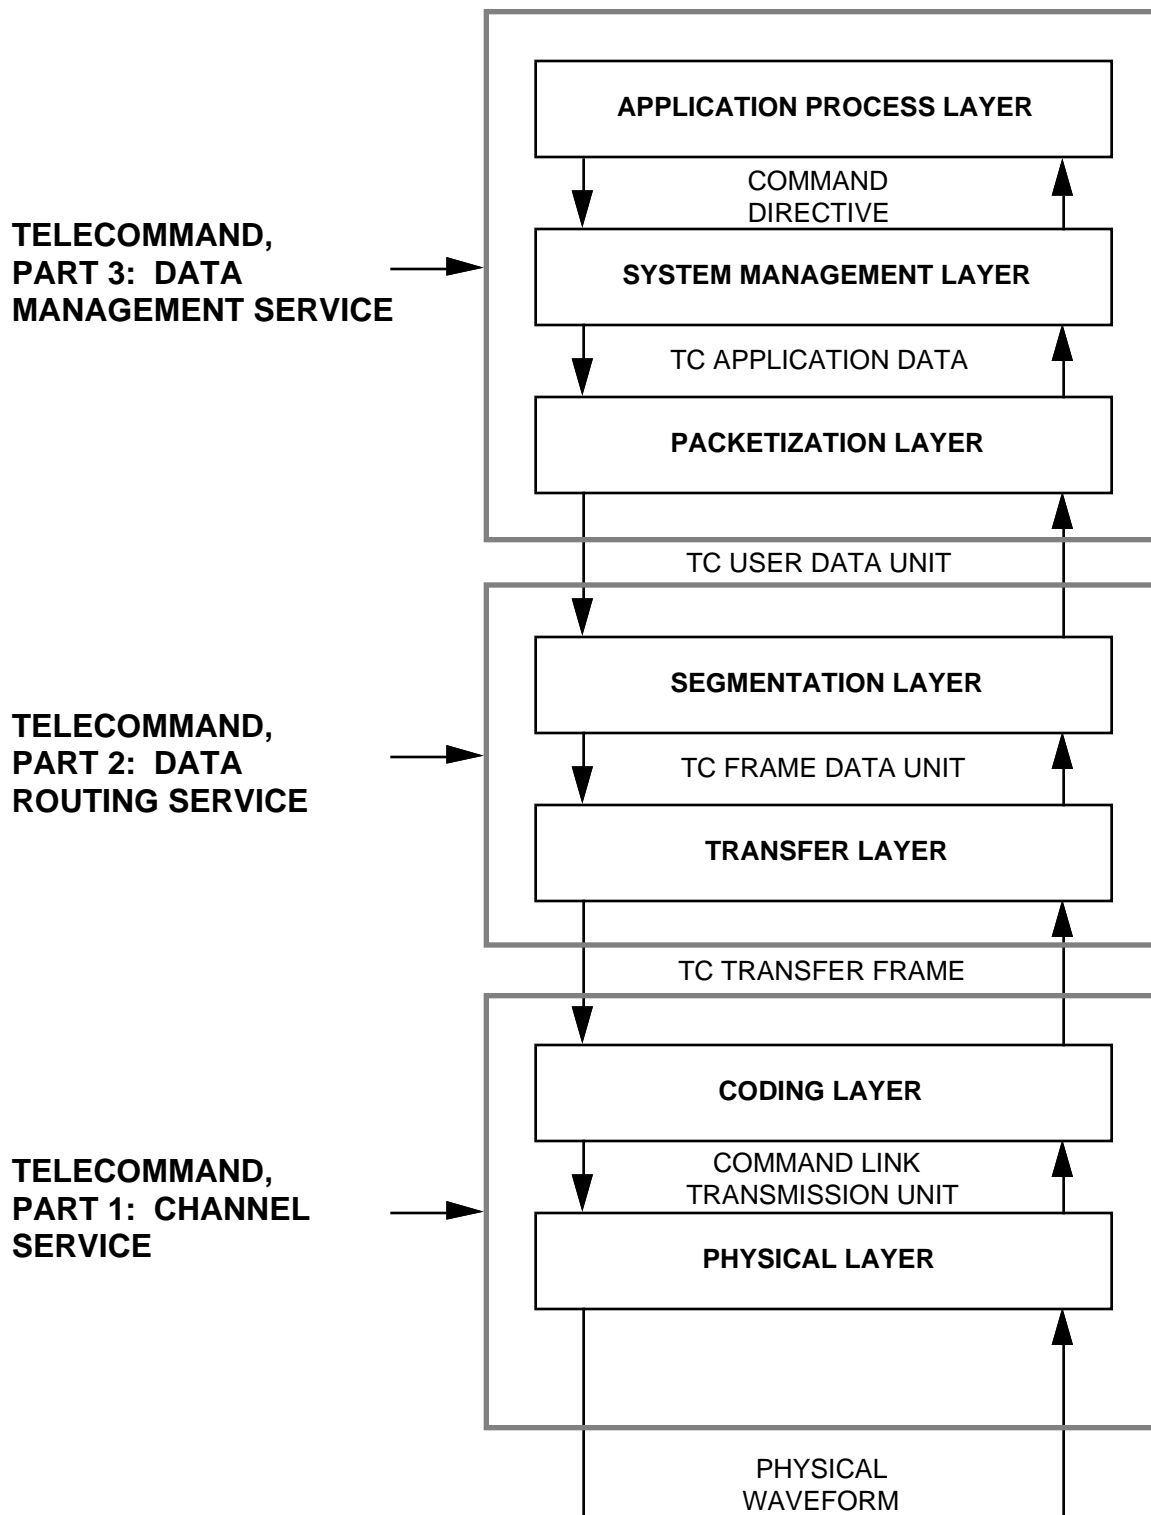 APPLICATION PROCESS LAYER
COMMAND
DIRECTIVE
TELECOMMAND,
PART 3: DATA
MANAGEMENT SERVICE
SYSTEM MANAGEMENT LAYER
TC APPLICATION DATA
PACKETIZATION LAYER
TC USER DATA UNIT
SEGMENTATION LAYER
TELECOMMAND,
PART 2: DATA
ROUTING SERVICE
TC FRAME DATA UNIT
TRANSFER LAYER
TC TRANSFER FRAME
CODING LAYER
TELECOMMAND,
PART 1: CHANNEL
SERVICE
COMMAND LINK
TRANSMISSION UNIT
PHYSICAL LAYER
PHYSICAL
WAVEFORM